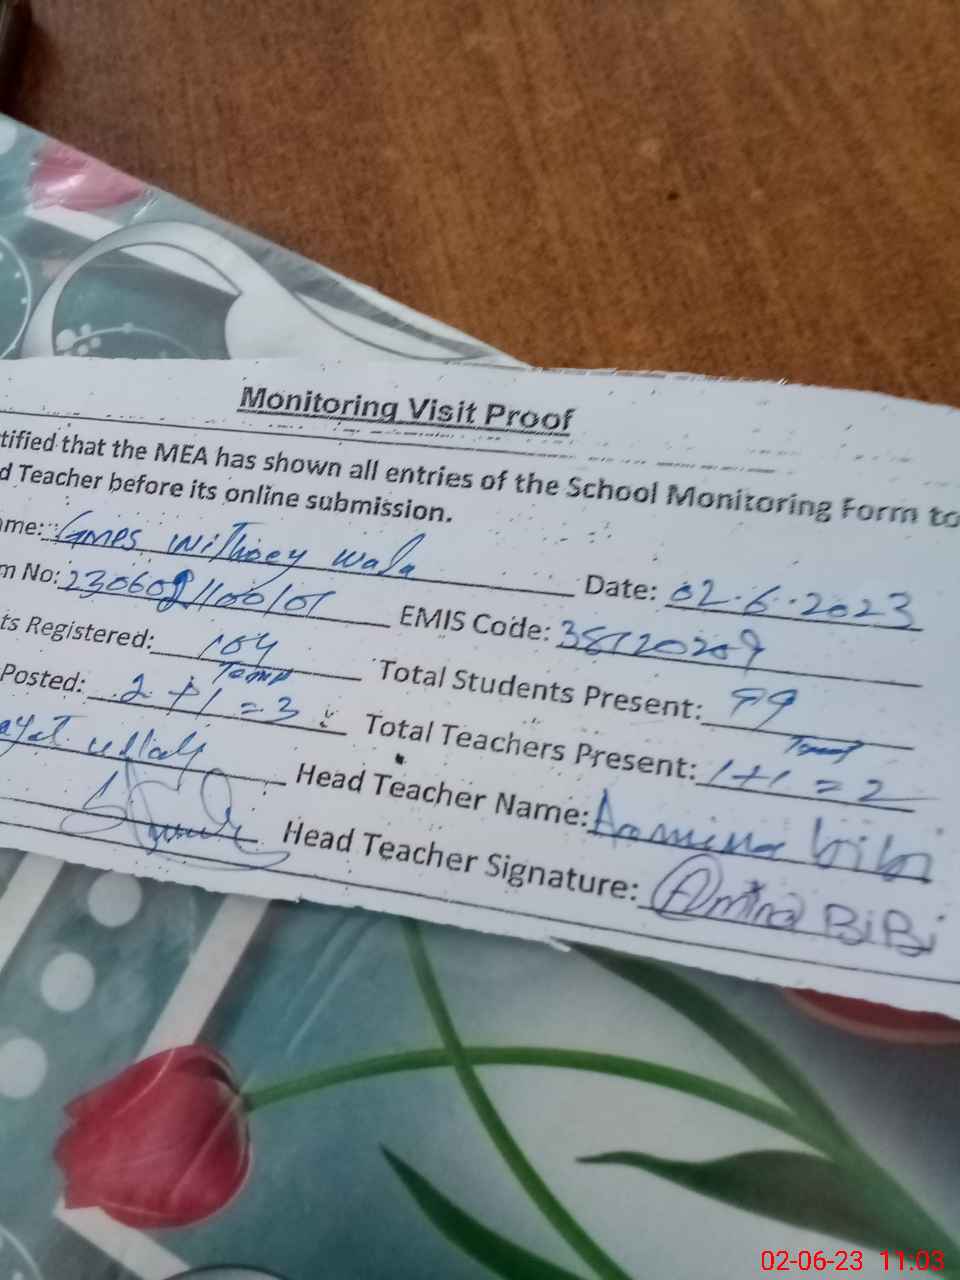 Monitoring Visit Proof
tified that the MEA has shown all entries of the School Monitoring Form to
d Teacher before its online submission.
me: Gmps wala Date: 02.6.2023
m No: EMIS Code:
ts Registered: 104 Total Students Present: 99
Posted: 2+1=3 Temp Total Teachers Present: 1+1=2
Head Teacher Name: Aamina bibi
Head Teacher Signature: Amina BiBi
02-06-23 11:03